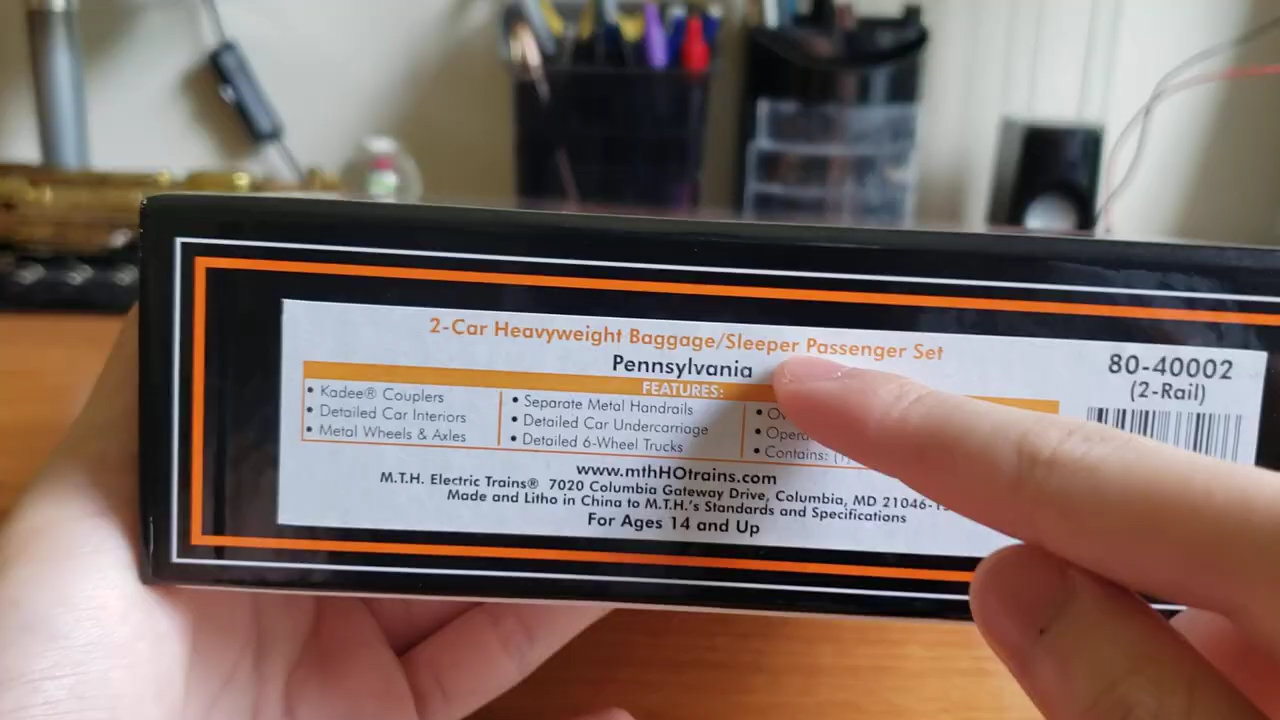 2-Car Heavyweight Baggage/Sleeper Passenger Set
Pennsylvania
80-40002
(2-Rail)
FEATURES:
• Kadee® Couplers
• Detailed Car Interiors
• Metal Wheels & Axles
• Separate Metal Handrails
• Detailed Car Undercarriage
• Detailed 6-Wheel Trucks
• Contains:
www.mthHOtrains.com
M.T.H. Electric Trains® 7020 Columbia Gateway Drive, Columbia, MD 21046-
Made and Litho in China to M.T.H.'s Standards and Specifications
For Ages 14 and Up